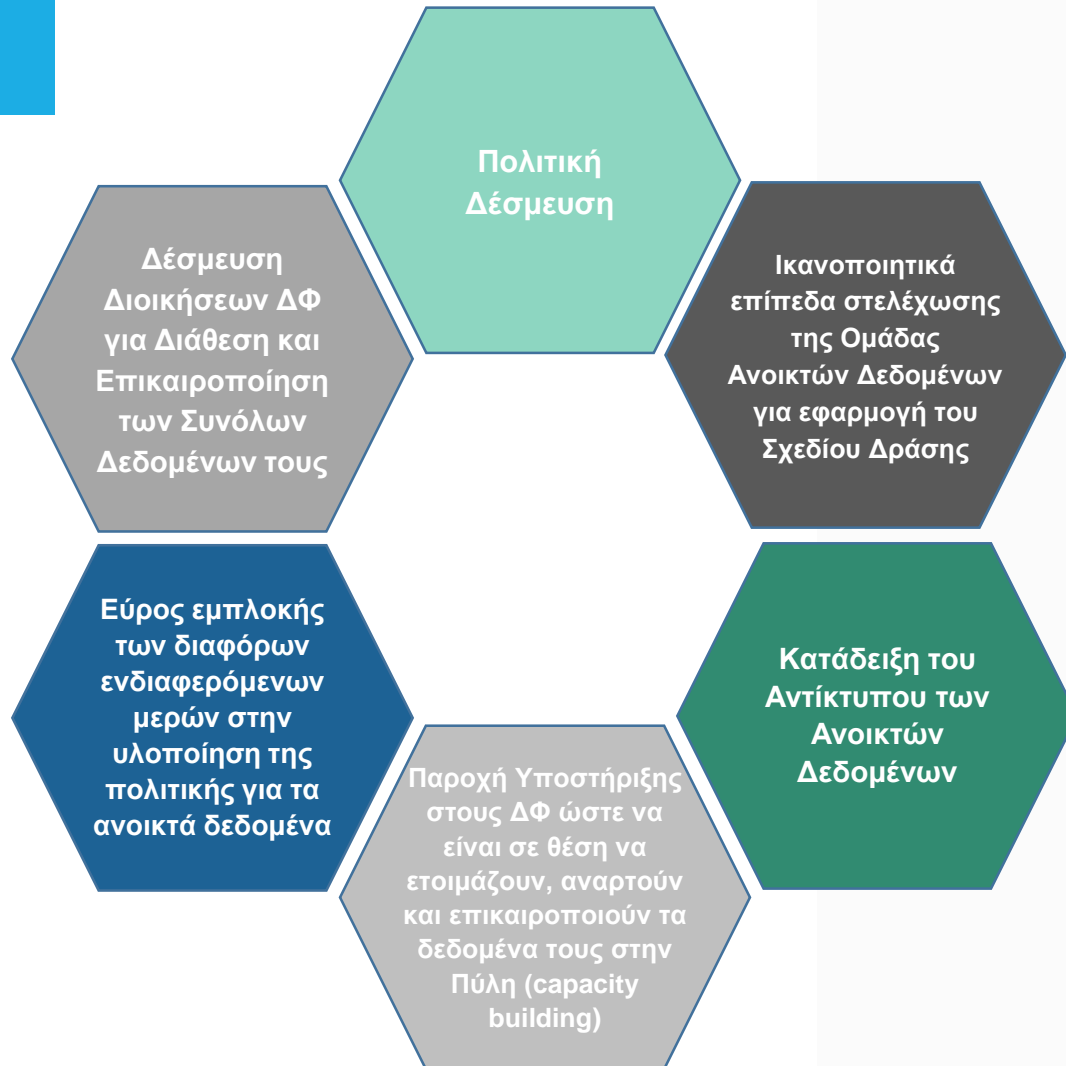 Πολιτική
Δέσμευση
Ικανοποιητικά
επίπεδα στελέχωσης
της Ομάδας
Ανοικτών Δεδομένων
για εφαρμογή του
Σχεδίου Δράσης
Κατάδειξη του
Αντίκτυπου των
Ανοικτών
Δεδομένων
Παροχή Υποστήριξης
στους ΔΦ ώστε να
είναι σε θέση να
ετοιμάζουν, αναρτούν
και επικαιροποιούν τα
δεδομένα τους στην
Πύλη (capacity
building)
Εύρος εμπλοκής
των διαφόρων
ενδιαφερόμενων
μερών στην
υλοποίηση της
πολιτικής για τα
ανοικτά δεδομένα
Δέσμευση
Διοικήσεων ΔΦ
για Διάθεση και
Επικαιροποίηση
των Συνόλων
Δεδομένων τους